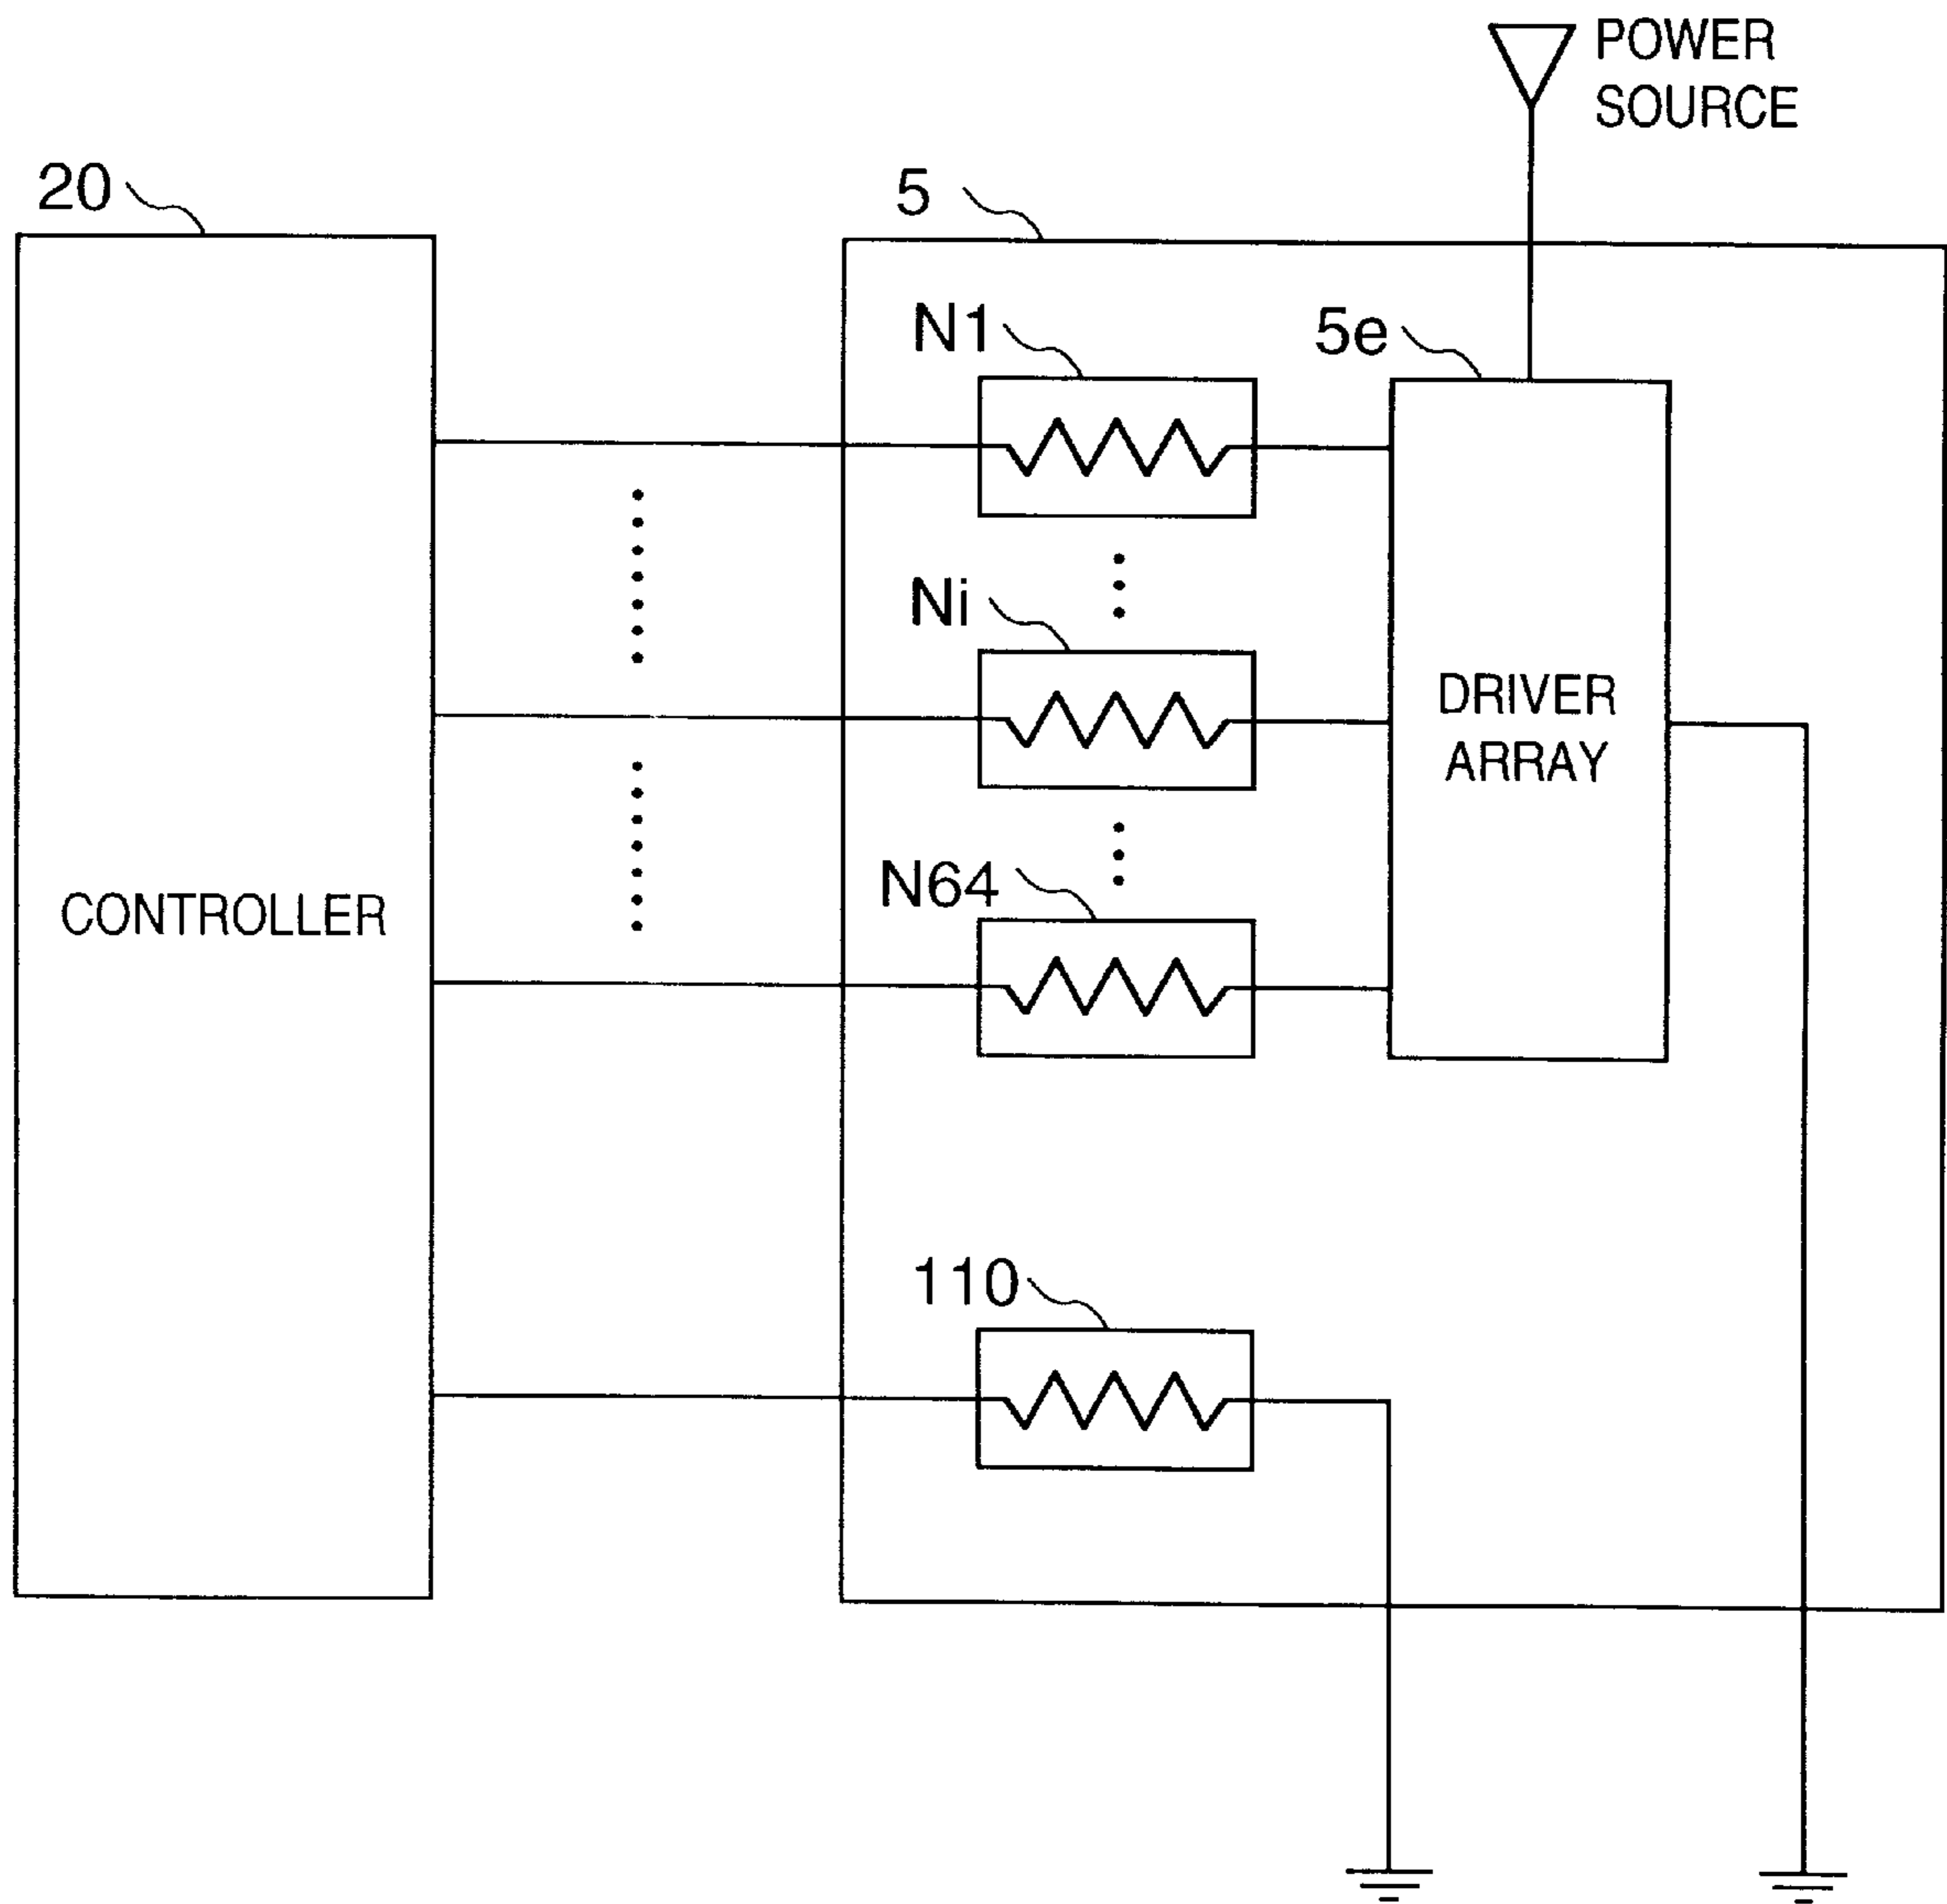 POWER
SOURCE
20
5
N1
5e
Ni
DRIVER
ARRAY
N64
CONTROLLER
110